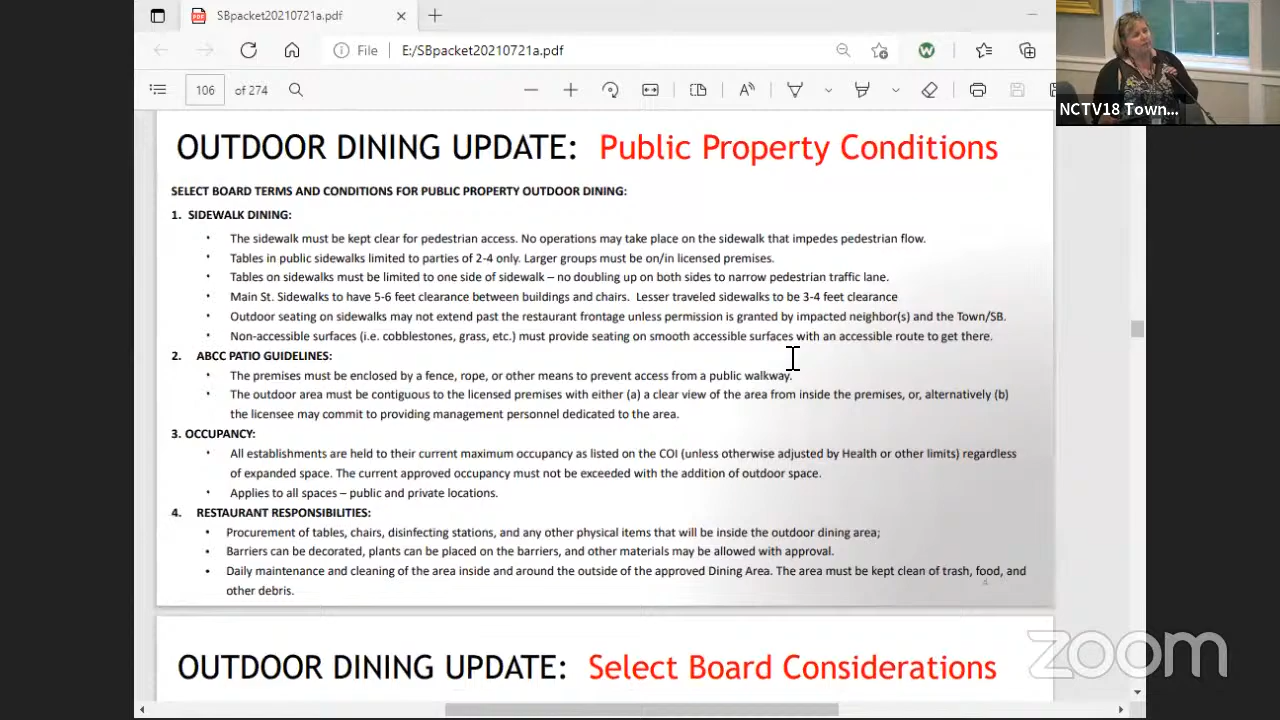 SBpacket20210721a.pdf
File
E:/SBpacket20210721a.pdf
106 of 274
NCTV18 Town...
OUTDOOR DINING UPDATE: Public Property Conditions
SELECT BOARD TERMS AND CONDITIONS FOR PUBLIC PROPERTY OUTDOOR DINING:
1. SIDEWALK DINING:
• The sidewalk must be kept clear for pedestrian access. No operations may take place on the sidewalk that impedes pedestrian flow.
• Tables in public sidewalks limited to parties of 2-4 only. Larger groups must be on/in licensed premises.
• Tables on sidewalks must be limited to one side of sidewalk – no doubling up on both sides to narrow pedestrian traffic lane.
• Main St. Sidewalks to have 5-6 feet clearance between buildings and chairs. Lesser traveled sidewalks to be 3-4 feet clearance
• Outdoor seating on sidewalks may not extend past the restaurant frontage unless permission is granted by impacted neighbor(s) and the Town/SB.
• Non-accessible surfaces (i.e. cobblestones, grass, etc.) must provide seating on smooth accessible surfaces with an accessible route to get there.
2. ABCC PATIO GUIDELINES:
• The premises must be enclosed by a fence, rope, or other means to prevent access from a public walkway.
• The outdoor area must be contiguous to the licensed premises with either (a) a clear view of the area from inside the premises, or, alternatively (b)
the licensee may commit to providing management personnel dedicated to the area.
3. OCCUPANCY:
• All establishments are held to their current maximum occupancy as listed on the COI (unless otherwise adjusted by Health or other limits) regardless
of expanded space. The current approved occupancy must not be exceeded with the addition of outdoor space.
• Applies to all spaces – public and private locations.
4. RESTAURANT RESPONSIBILITIES:
• Procurement of tables, chairs, disinfecting stations, and any other physical items that will be inside the outdoor dining area;
• Barriers can be decorated, plants can be placed on the barriers, and other materials may be allowed with approval.
• Daily maintenance and cleaning of the area inside and around the outside of the approved Dining Area. The area must be kept clean of trash, food, and
other debris.
4
OUTDOOR DINING UPDATE: Select Board Considerations
zoom